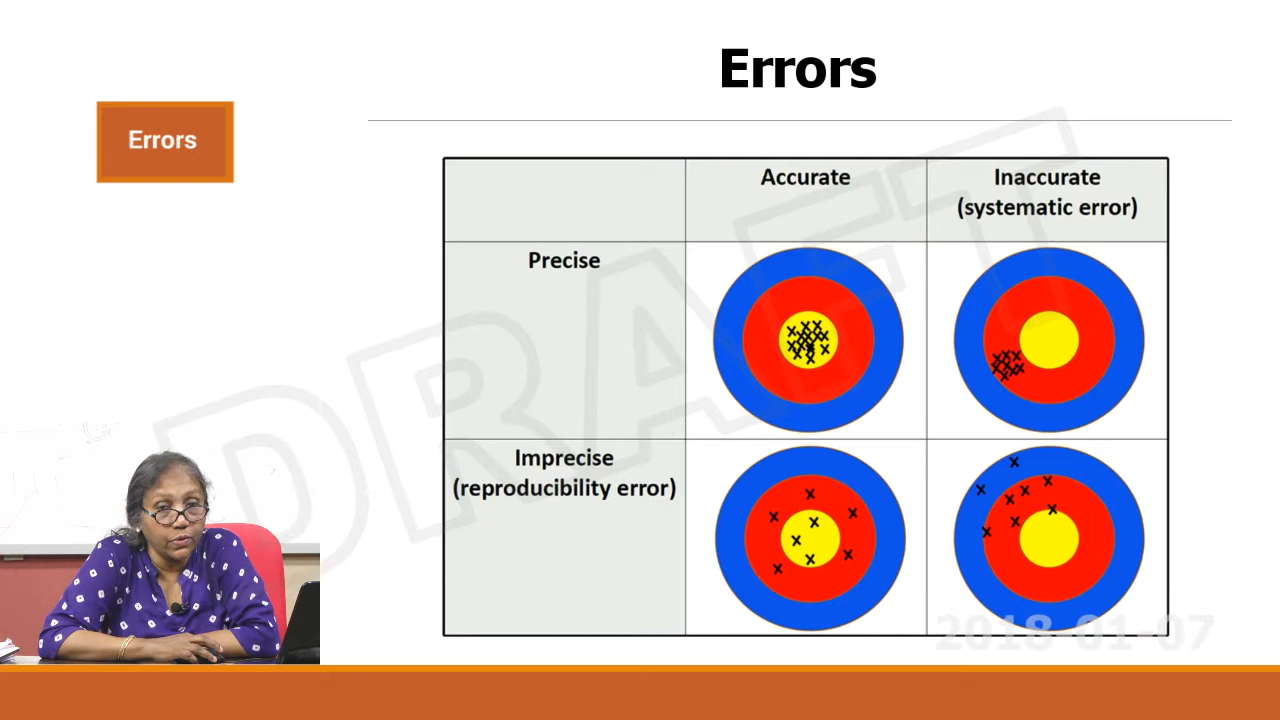 Errors
Errors
Accurate
Inaccurate
(systematic error)
Precise
Imprecise
(reproducibility error)
DRAFT
2018-01-07